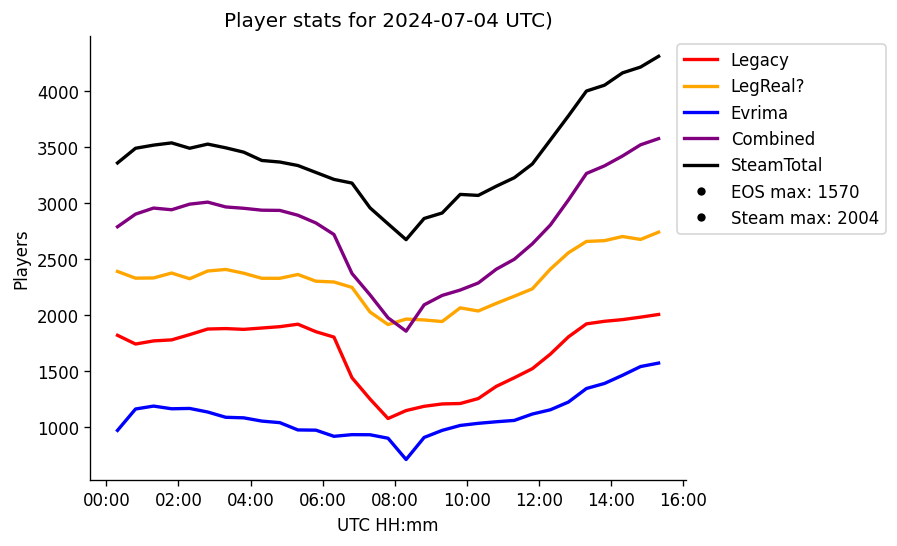 Player stats for 2024-07-04 UTC)
Legacy
LegReal?
Evrima
Combined
SteamTotal
EOS max: 1570
Steam max: 2004
Players
4000
3500
3000
2500
2000
1500
1000
00:00 02:00 04:00 06:00 08:00 10:00 12:00 14:00 16:00
UTC HH:mm